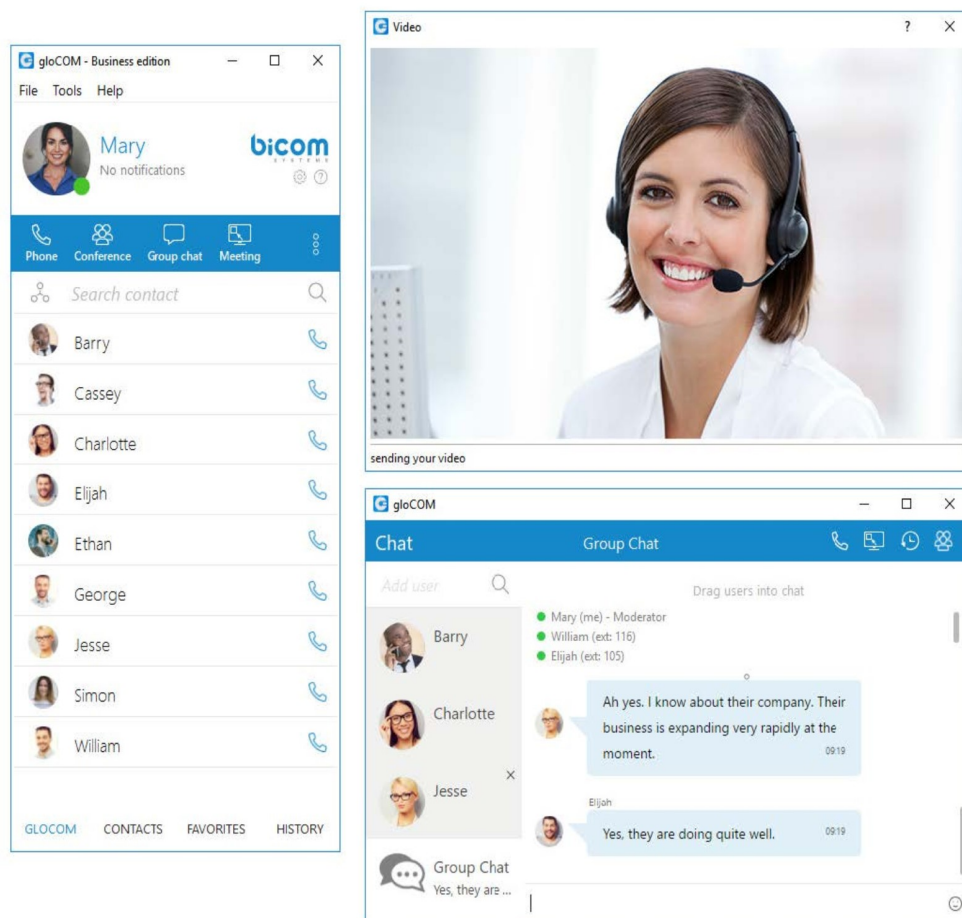 gloCOM - Business edition
File Tools Help
Mary
No notifications
bicom
SYSTEMS
Phone Conference Group chat Meeting
Search contact
Barry
Cassey
Charlotte
Elijah
Ethan
George
Jesse
Simon
William
GLOCOM CONTACTS FAVORITES HISTORY
Video
sending your video
gloCOM
Chat
Group Chat
Add user
Barry
Charlotte
Jesse
Group Chat
Yes, they are ...
Drag users into chat
Mary (me) - Moderator
William (ext: 116)
Elijah (ext: 105)
Ah yes. I know about their company. Their
business is expanding very rapidly at the
moment. 09:19
Elijah
Yes, they are doing quite well. 09:19